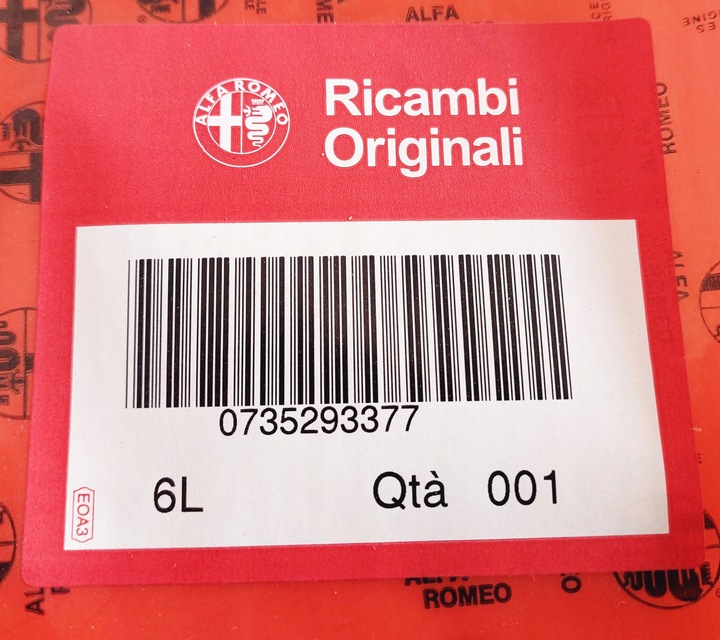 ALFA
ALFA ROMEO
Ricambi
Originali
ROMEO
0735293377
6L
Qtà 001
EOA3
ALFA
ROMEO